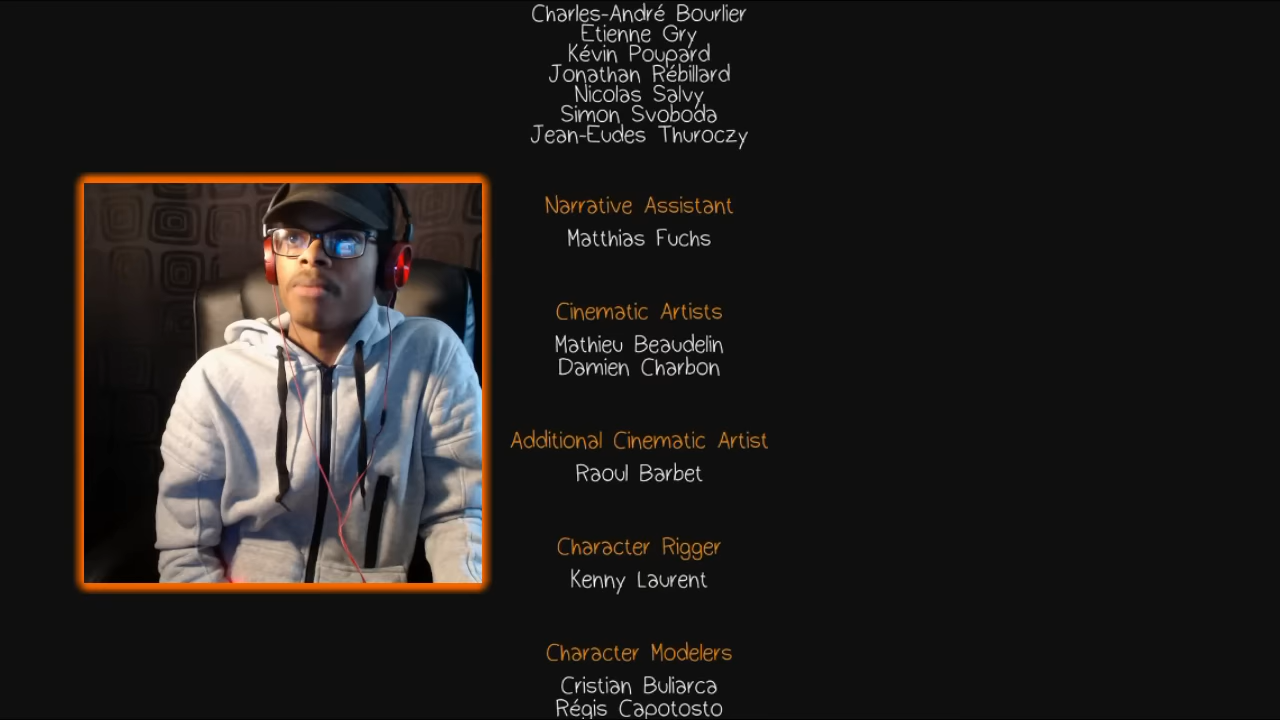 Charles-André Bourlier
Etienne Gry
Kévin Poupard
Jonathan Rébillard
Nicolas Salvy
Simon Svoboda
Jean-Eudes Thuroczy
Narrative Assistant
Matthias Fuchs
Cinematic Artists
Mathieu Beaudelin
Damien Charbon
Additional Cinematic Artist
Raoul Barbet
Character Rigger
Kenny Laurent
Character Modelers
Cristian Buliarca
Régis Capotosto